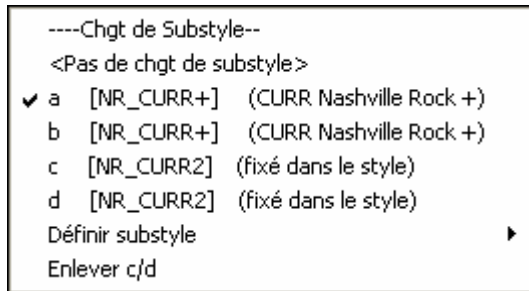 ----Chgt de Substyle--
<Pas de chgt de substyle>
a [NR_CURR+] (CURR Nashville Rock +)
b [NR_CURR+] (CURR Nashville Rock +)
c [NR_CURR2] (fixé dans le style)
d [NR_CURR2] (fixé dans le style)
Définir substyle
Enlever c/d